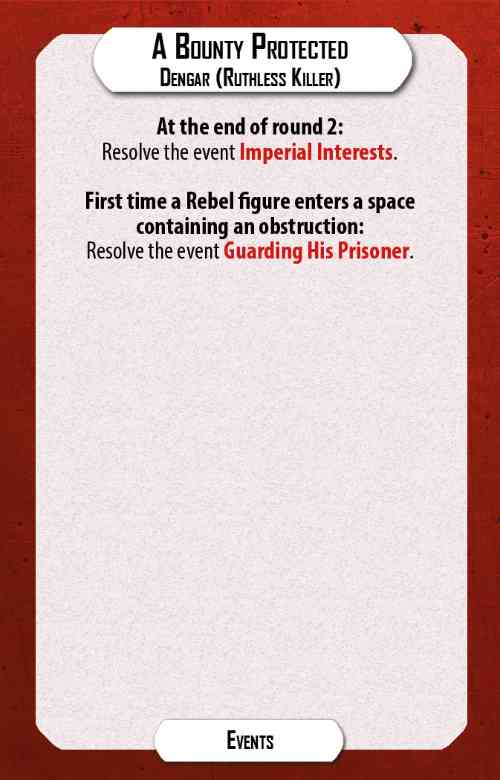 A Bounty Protected
Dengar (Ruthless Killer)
At the end of round 2:
Resolve the event Imperial Interests.
First time a Rebel figure enters a space
containing an obstruction:
Resolve the event Guarding His Prisoner.
Events